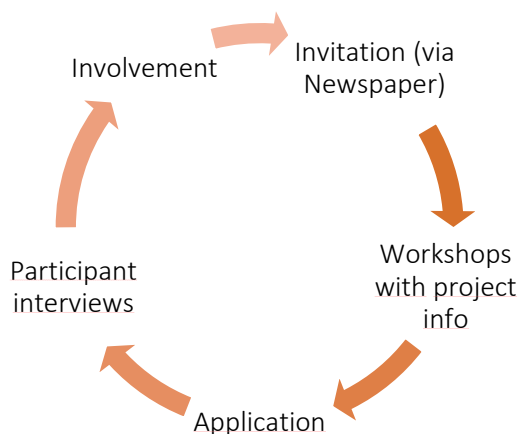 Involvement
Invitation (via
Newspaper)
Workshops
with project
info
Application
Participant
interviews